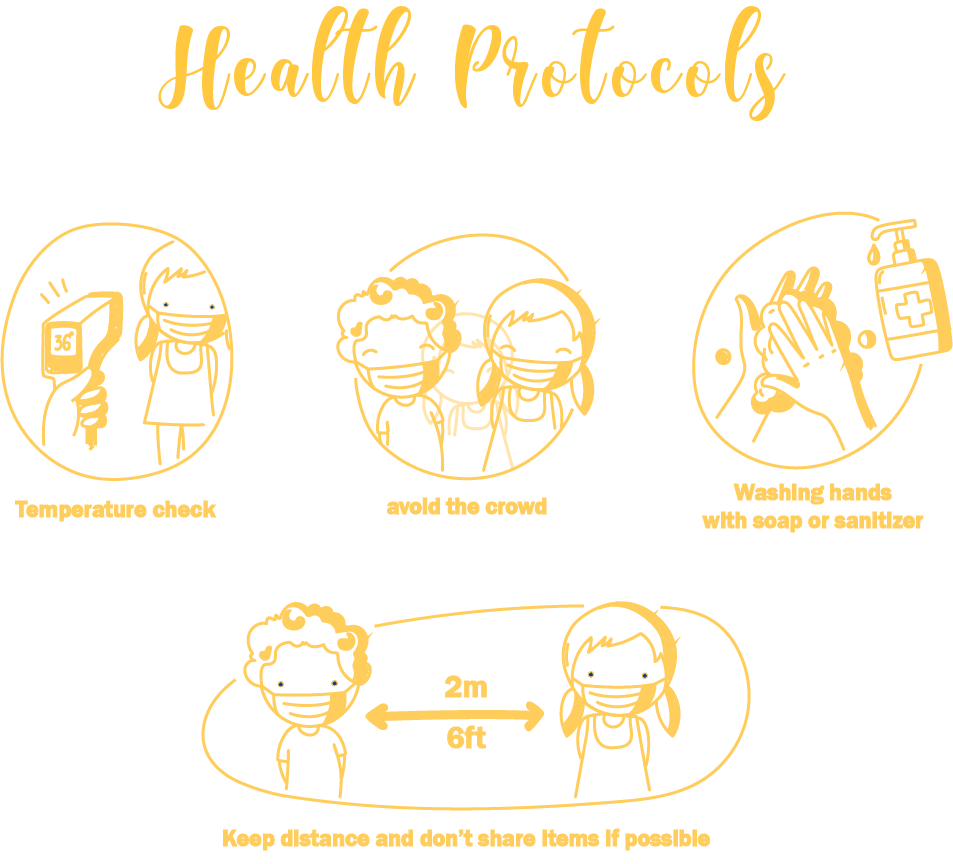 Health Protocols
36°
Temperature check
avoid the crowd
Washing hands
with soap or sanitizer
2m
6ft
Keep distance and don't share items if possible